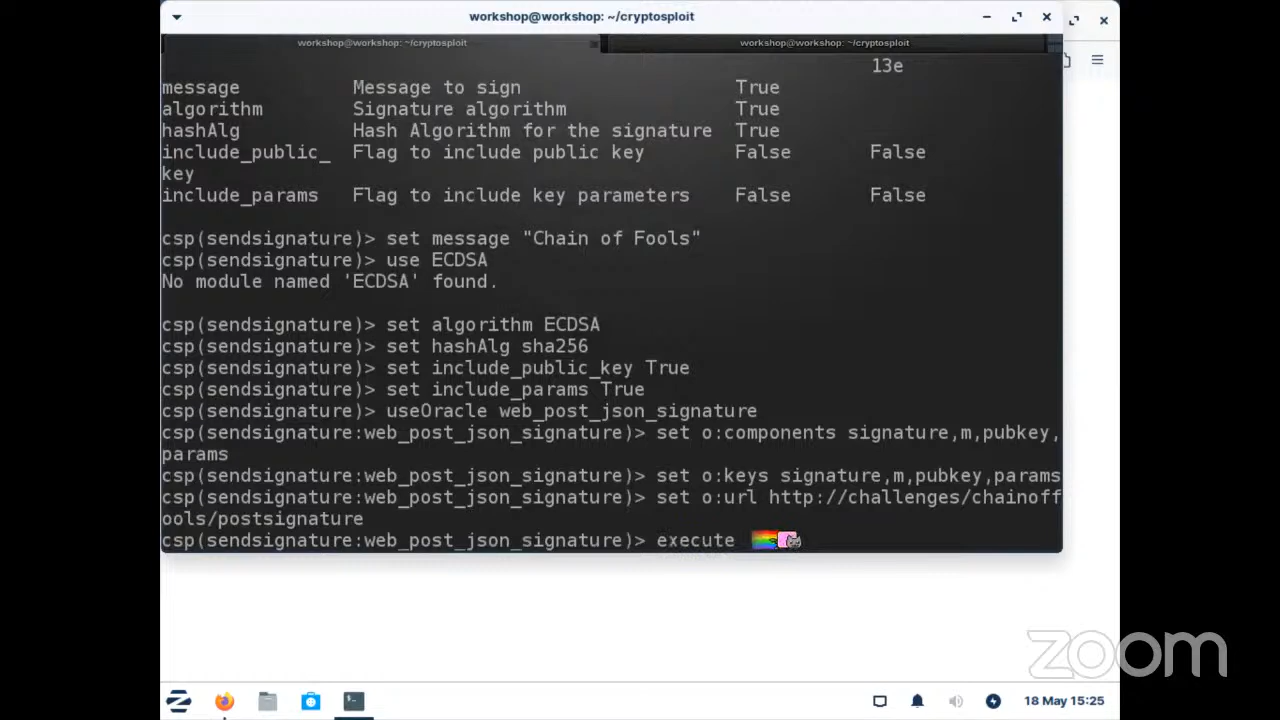 workshop@workshop: ~/cryptosploit
workshop@workshop: ~/cryptosploit
workshop@workshop: ~/cryptosploit
13e
message Message to sign True
algorithm Signature algorithm True
hashAlg Hash Algorithm for the signature True
include_public_ Flag to include public key False False
key
include_params Flag to include key parameters False False
csp(sendsignature)> set message "Chain of Fools"
csp(sendsignature)> use ECDSA
No module named 'ECDSA' found.
csp(sendsignature)> set algorithm ECDSA
csp(sendsignature)> set hashAlg sha256
csp(sendsignature)> set include_public_key True
csp(sendsignature)> set include_params True
csp(sendsignature)> useOracle web_post_json_signature
csp(sendsignature:web_post_json_signature)> set o:components signature,m,pubkey,
params
csp(sendsignature:web_post_json_signature)> set o:keys signature,m,pubkey,params
csp(sendsignature:web_post_json_signature)> set o:url http://challenges/chainoff
ools/postsignature
csp(sendsignature:web_post_json_signature)> execute
zoom
18 May 15:25